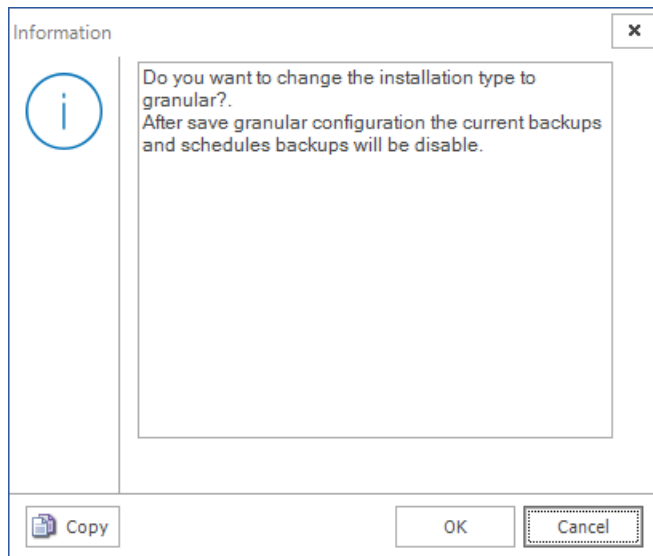 Information
Do you want to change the installation type to
granular?.
After save granular configuration the current backups
and schedules backups will be disable.
Copy
OK
Cancel